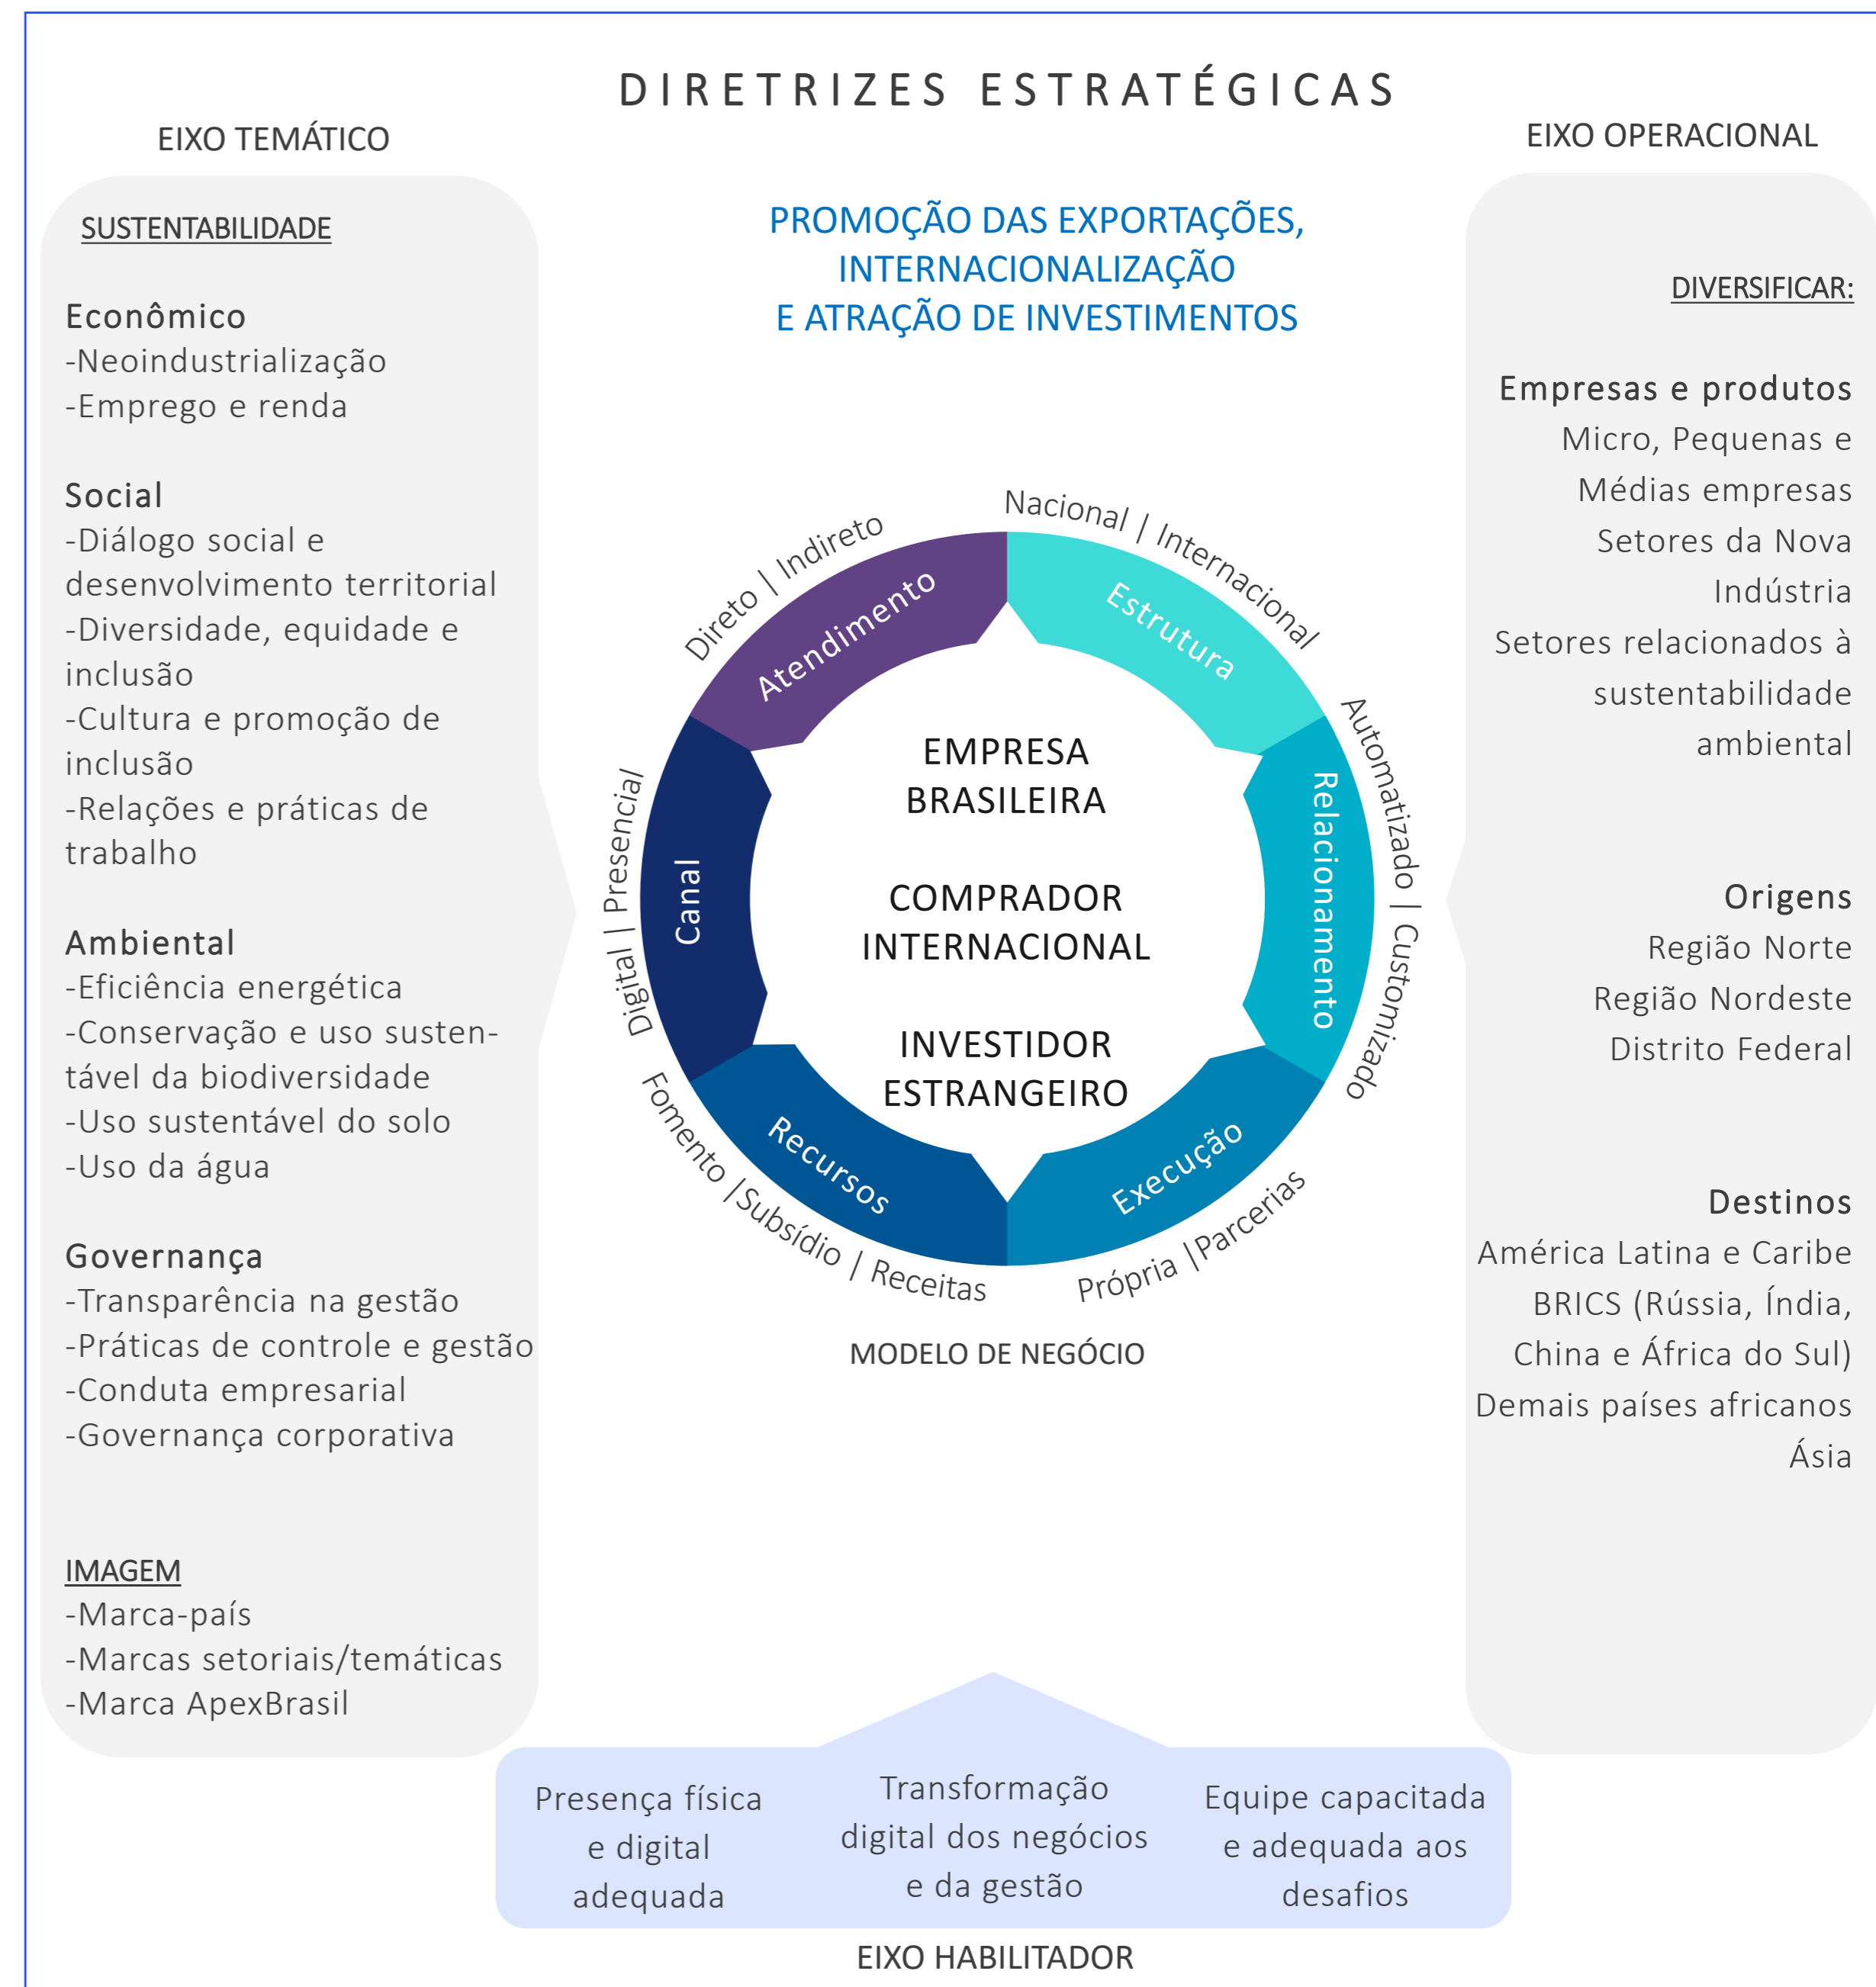 DIRETRIZES ESTRATÉGICAS
EIXO TEMÁTICO
SUSTENTABILIDADE
Econômico
-Neoindustrialização
-Emprego e renda
Social
-Diálogo social e
desenvolvimento territorial
-Diversidade, equidade e
inclusão
-Cultura e promoção de
inclusão
-Relações e práticas de
trabalho
Ambiental
-Eficiência energética
-Conservação e uso susten-
tável da biodiversidade
-Uso sustentável do solo
-Uso da água
Governança
-Transparência na gestão
-Práticas de controle e gestão
-Conduta empresarial
-Governança corporativa
IMAGEM
-Marca-país
-Marcas setoriais/temáticas
-Marca ApexBrasil
PROMOÇÃO DAS EXPORTAÇÕES,
INTERNACIONALIZAÇÃO
E ATRAÇÃO DE INVESTIMENTOS
Direto | Indireto
Atendimento
Nacional | Internacional
Estrutura
Automatizado | Customizado
Relacionamento
Própria |Parcerias
Execução
Fomento |Subsídio | Receitas
Recursos
Digital | Presencial
Canal
EMPRESA
BRASILEIRA
COMPRADOR
INTERNACIONAL
INVESTIDOR
ESTRANGEIRO
MODELO DE NEGÓCIO
EIXO OPERACIONAL
DIVERSIFICAR:
Empresas e produtos
Micro, Pequenas e
Médias empresas
Setores da Nova
Indústria
Setores relacionados à
sustentabilidade
ambiental
Origens
Região Norte
Região Nordeste
Distrito Federal
Destinos
América Latina e Caribe
BRICS (Rússia, Índia,
China e África do Sul)
Demais países africanos
Ásia
Presença física
e digital
adequada
Transformação
digital dos negócios
e da gestão
Equipe capacitada
e adequada aos
desafios
EIXO HABILITADOR